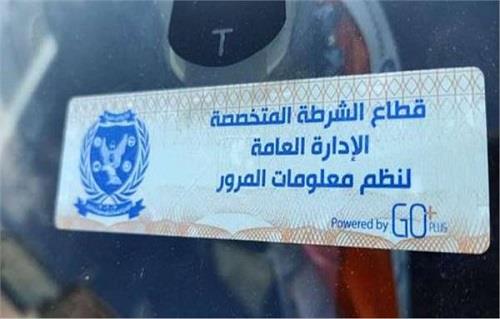 T
قطاع الشرطة المتخصصة
الإدارة العامة
لنظم معلومات المرور
Powered by GO+ PLUS